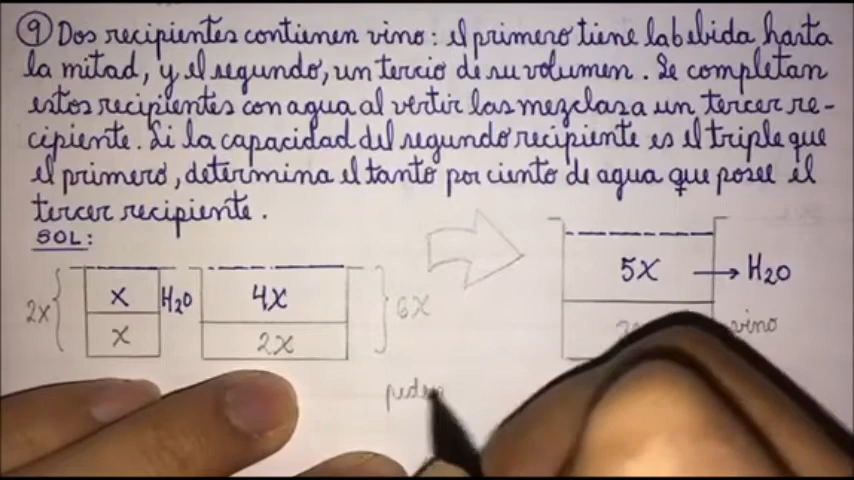 ⑨ Dos recipientes contienen vino: el primero tiene la bebida hasta
la mitad, y el segundo, un tercio de su volumen. Se completan
estos recipientes con agua al vertir las mezclas a un tercer re-
cipiente. Si la capacidad del segundo recipiente es el triple que
el primero, determina el tanto por ciento de agua que posee el
tercer recipiente.
SOL:
2x { x H2O 4x } 6x
x 2x
5x → H2O
vino